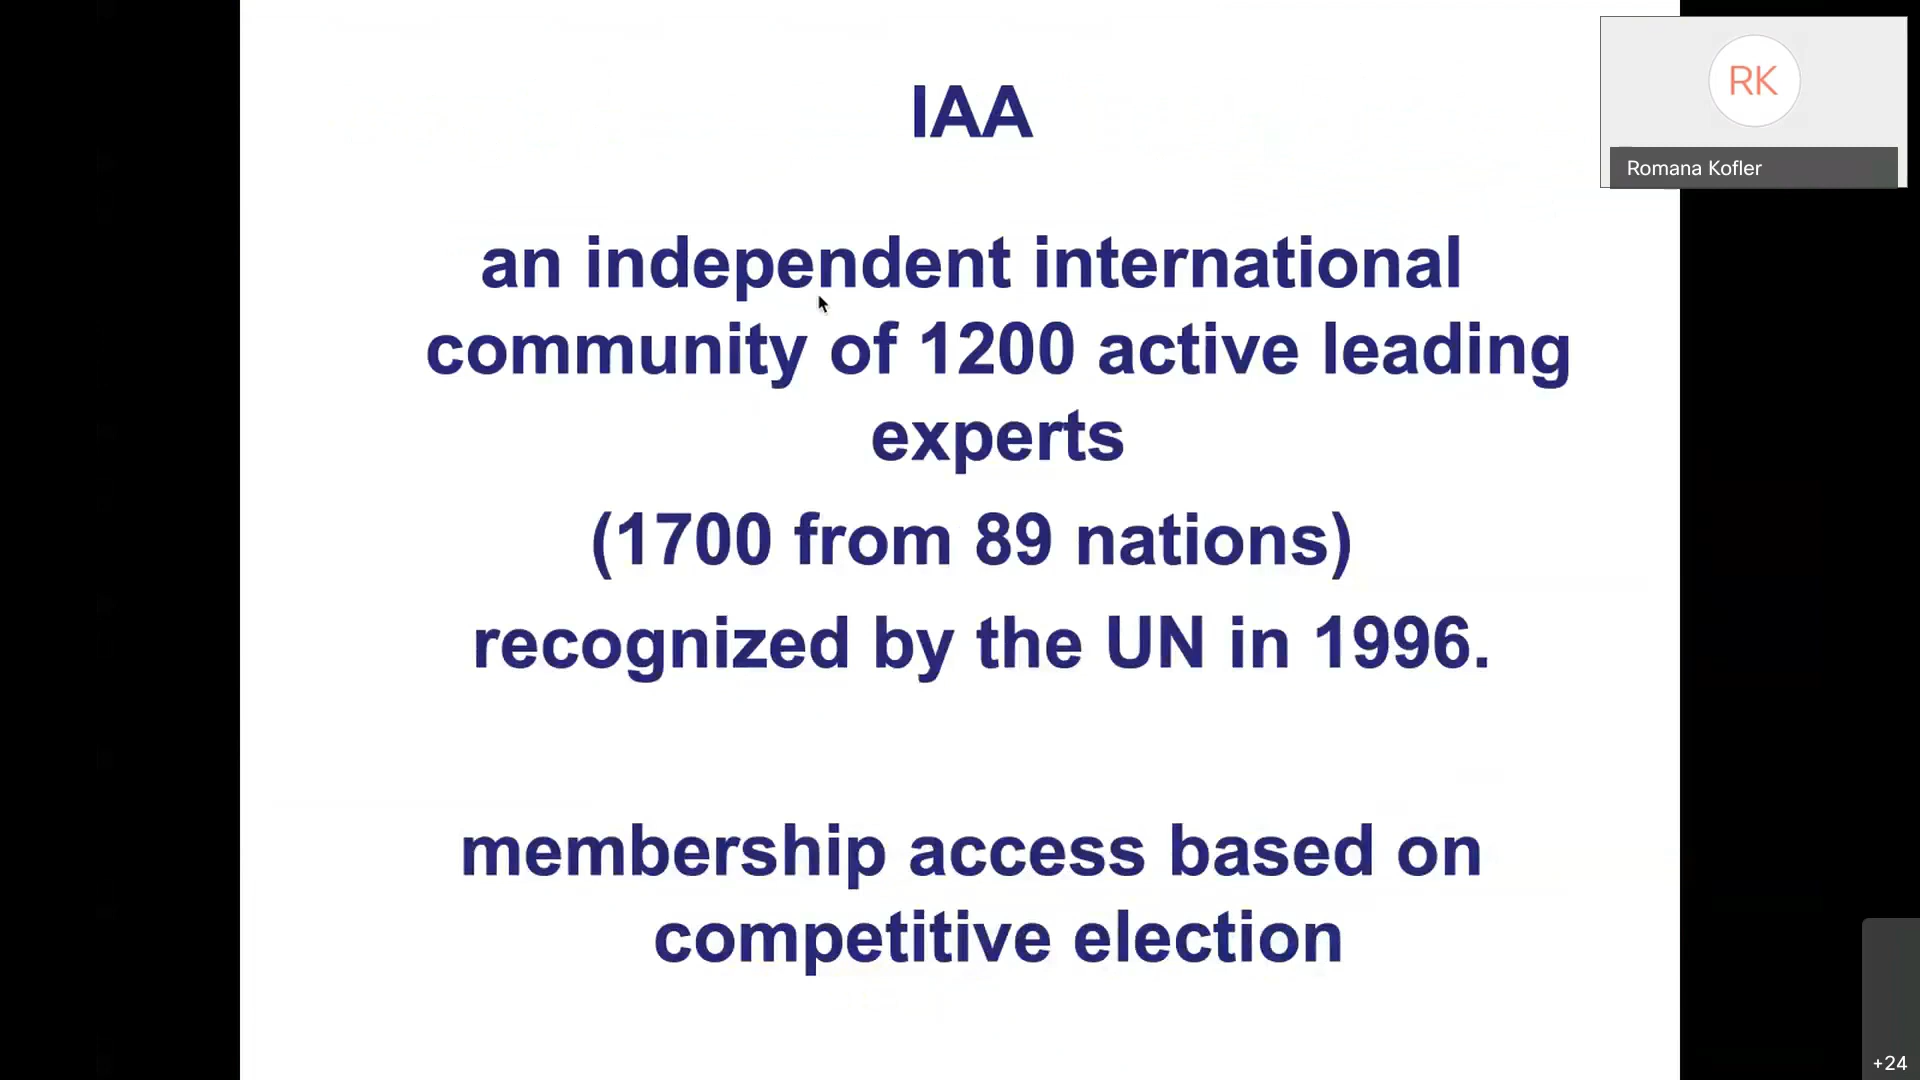 IAA
RK
Romana Kofler
an independent international
community of 1200 active leading
experts
(1700 from 89 nations)
recognized by the UN in 1996.
membership access based on
competitive election
+24